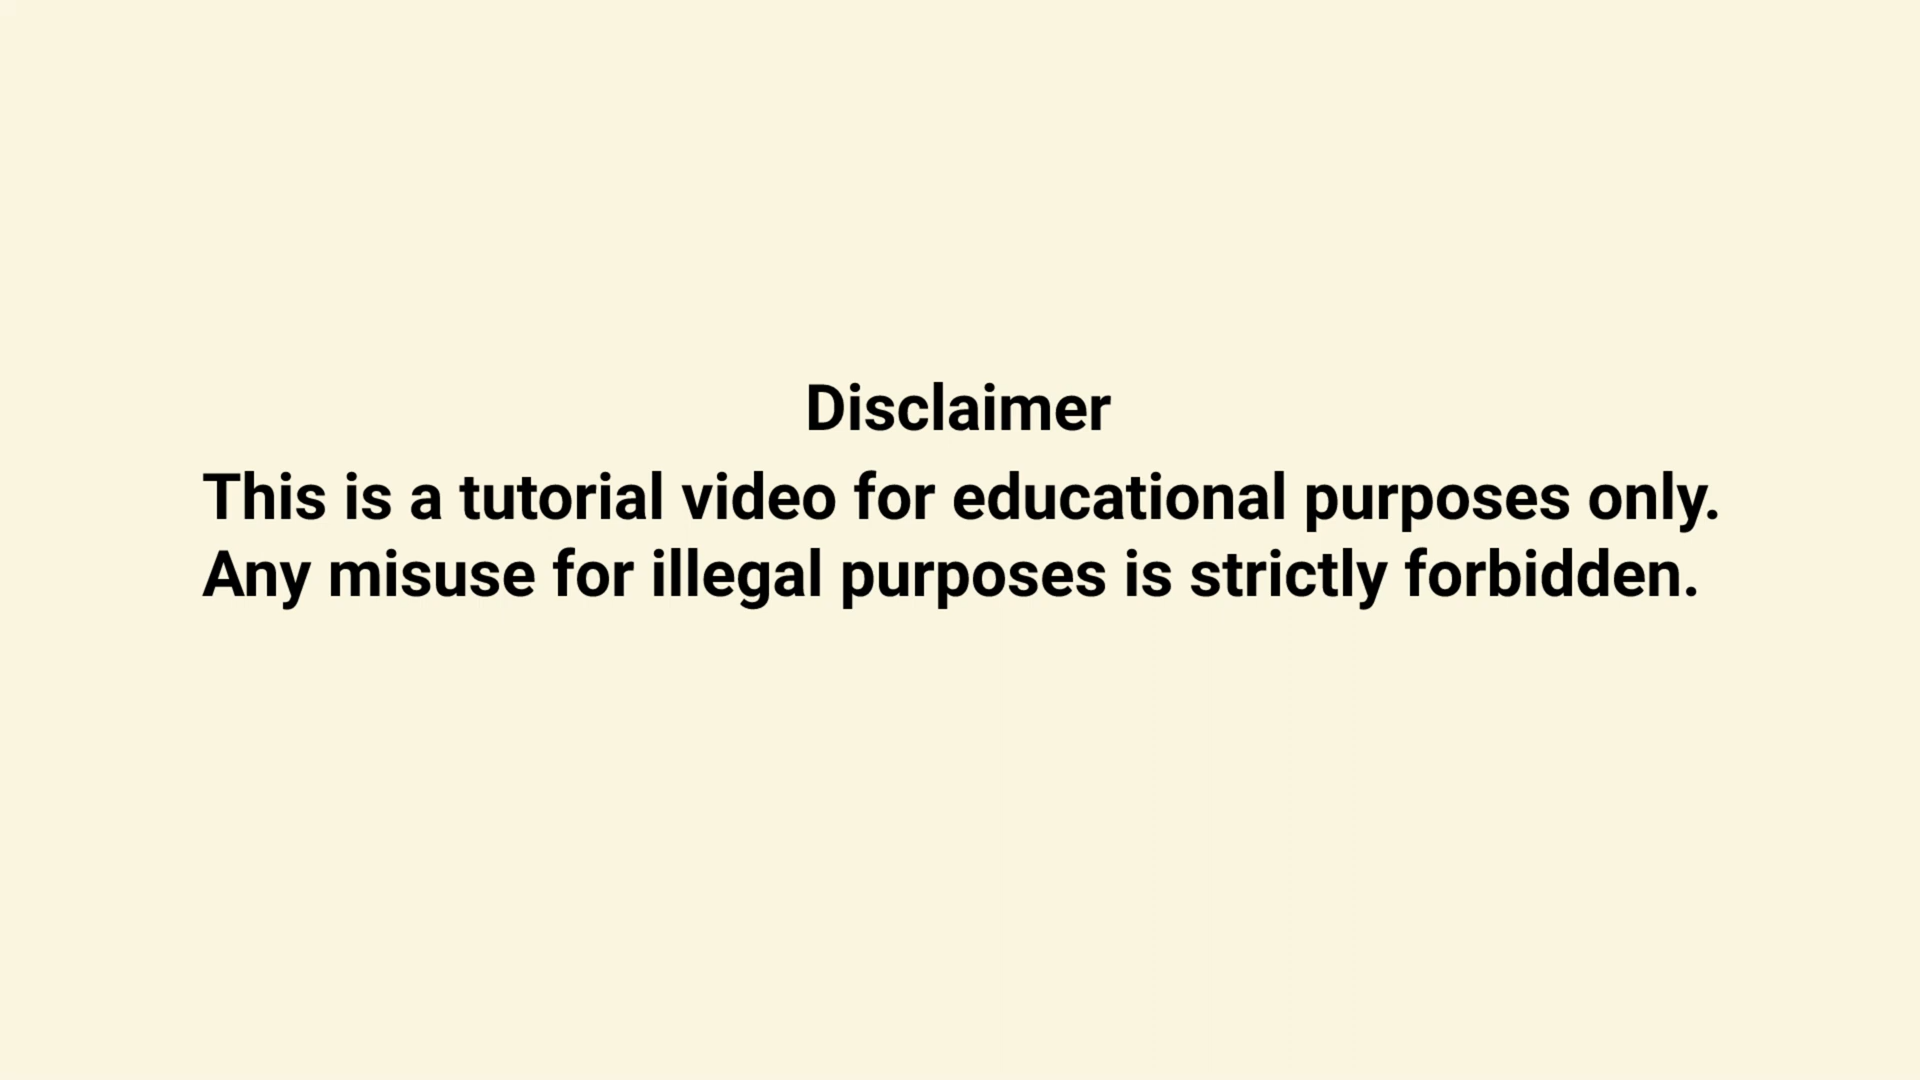 Disclaimer
This is a tutorial video for educational purposes only.
Any misuse for illegal purposes is strictly forbidden.